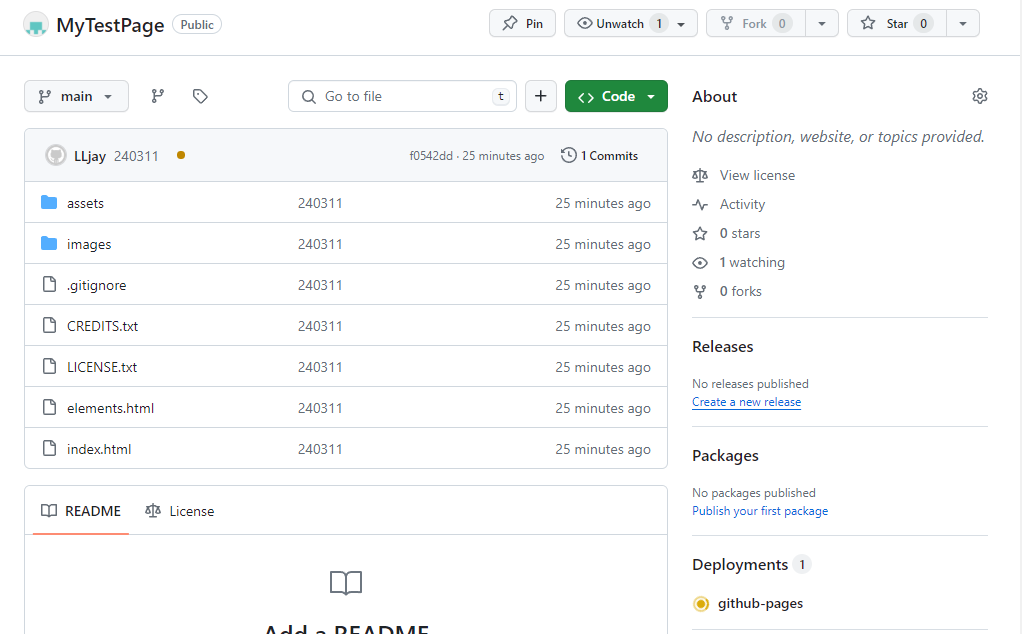 MyTestPage Public Pin Unwatch 1 Fork 0 Star 0
main Go to file t + <> Code
LLjay 240311 f0542dd · 25 minutes ago 1 Commits
assets 240311 25 minutes ago
images 240311 25 minutes ago
.gitignore 240311 25 minutes ago
CREDITS.txt 240311 25 minutes ago
LICENSE.txt 240311 25 minutes ago
elements.html 240311 25 minutes ago
index.html 240311 25 minutes ago
README License
Add a README
About
No description, website, or topics provided.
View license
Activity
0 stars
1 watching
0 forks
Releases
No releases published
Create a new release
Packages
No packages published
Publish your first package
Deployments 1
github-pages